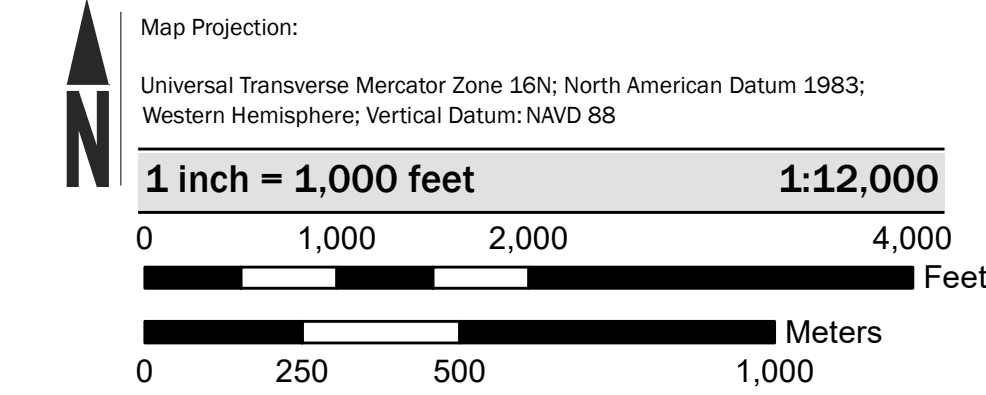 N
Map Projection:
Universal Transverse Mercator Zone 16N; North American Datum 1983;
Western Hemisphere; Vertical Datum: NAVD 88
1 inch = 1,000 feet 1:12,000
0 1,000 2,000 4,000
Feet
Meters
0 250 500 1,000